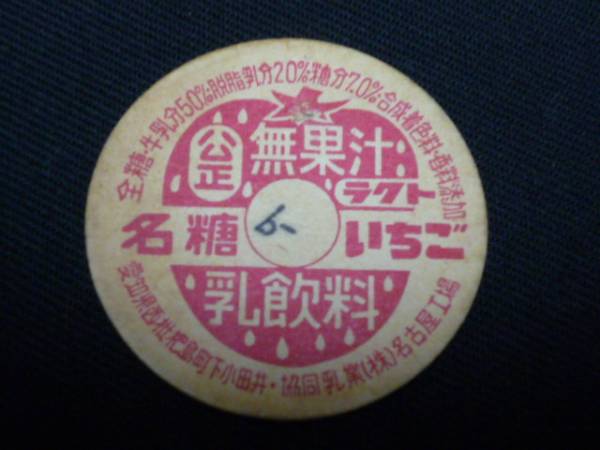 全糖・牛乳分50%脱脂乳分20%糖分7.0%合成着色料・香料添加
公正
無果汁
ラクト
名糖
いちご
乳飲料
愛知県西枇杷島町下小田井・協同乳業(株)名古屋工場